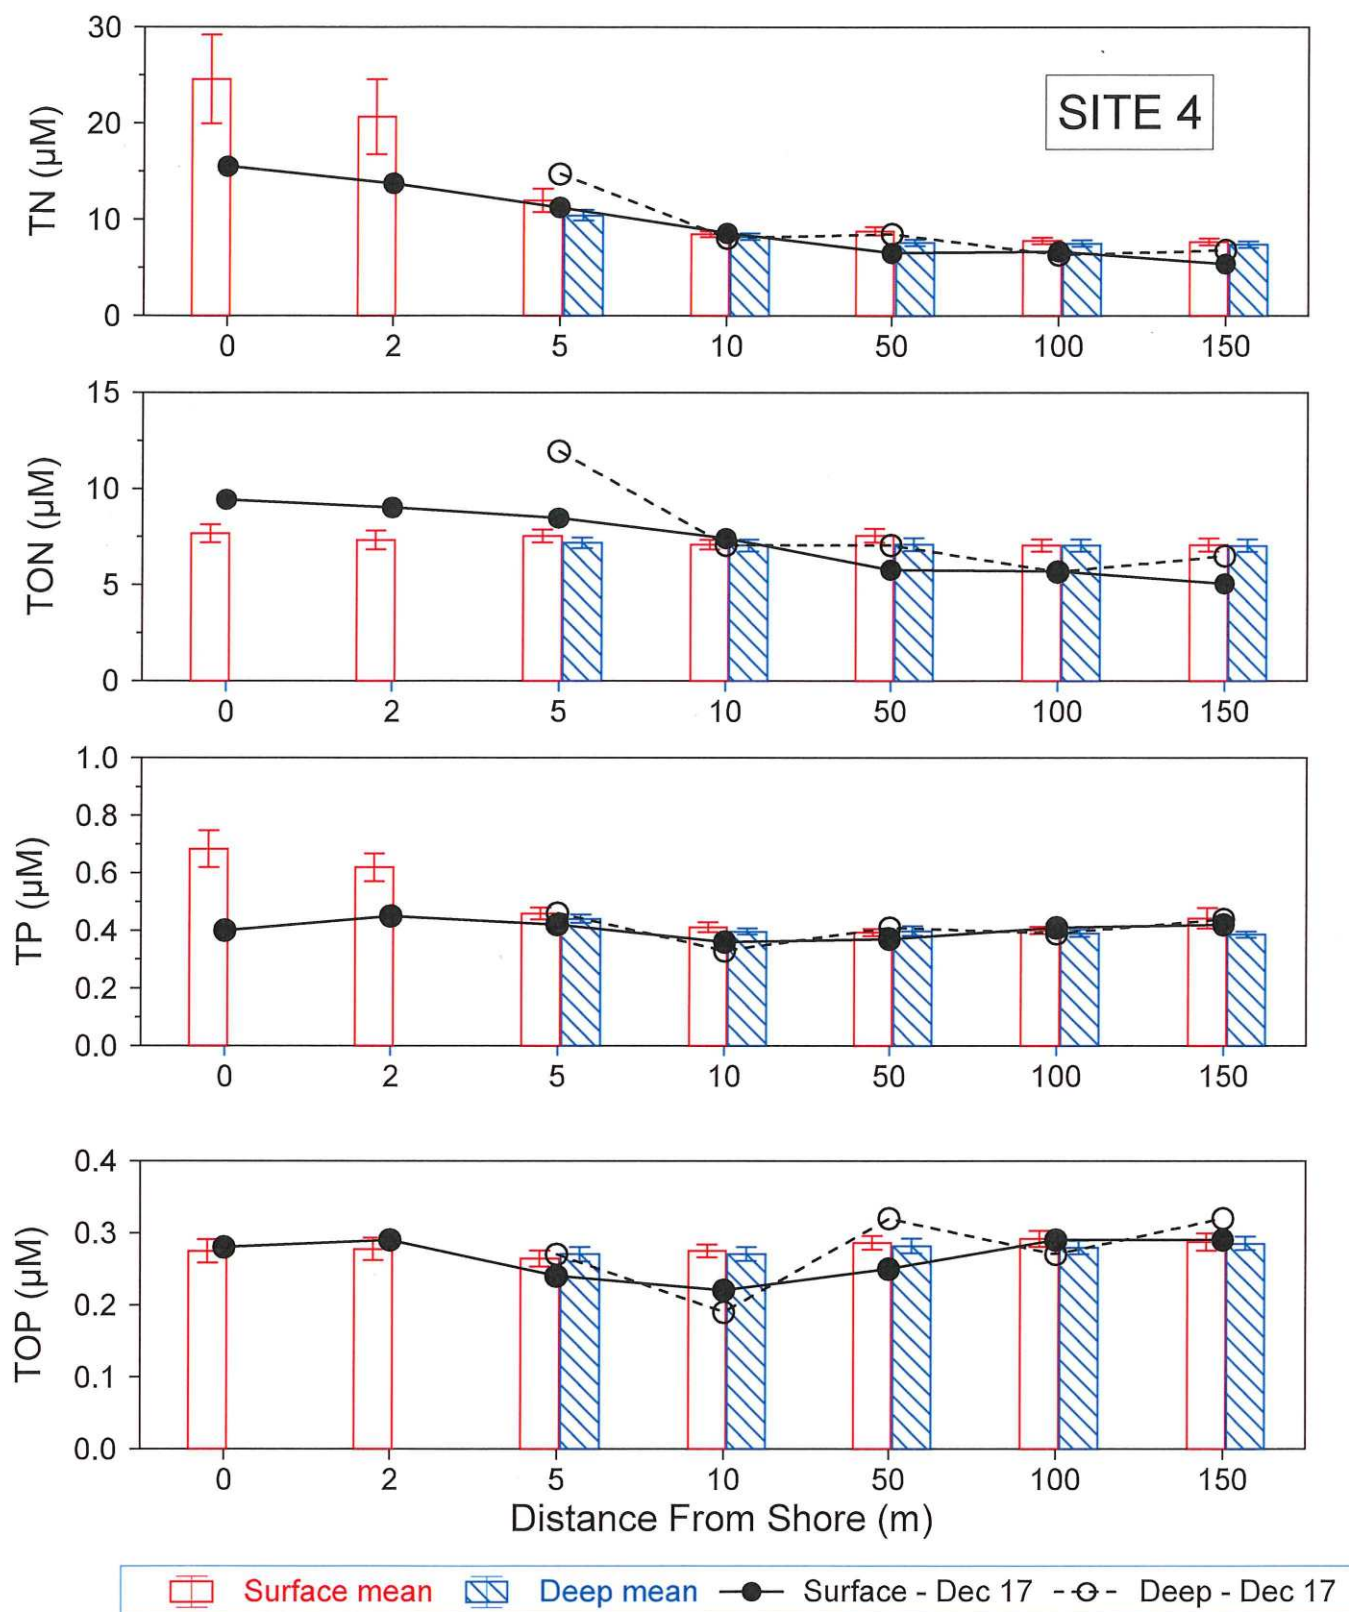 SITE 4
TN (µM)
30
20
10
0
0 2 5 10 50 100 150
TON (µM)
15
10
5
0
0 2 5 10 50 100 150
TP (µM)
1.0
0.8
0.6
0.4
0.2
0.0
0 2 5 10 50 100 150
TOP (µM)
0.4
0.3
0.2
0.1
0.0
0 2 5 10 50 100 150
Distance From Shore (m)
Surface mean Deep mean Surface - Dec 17 Deep - Dec 17